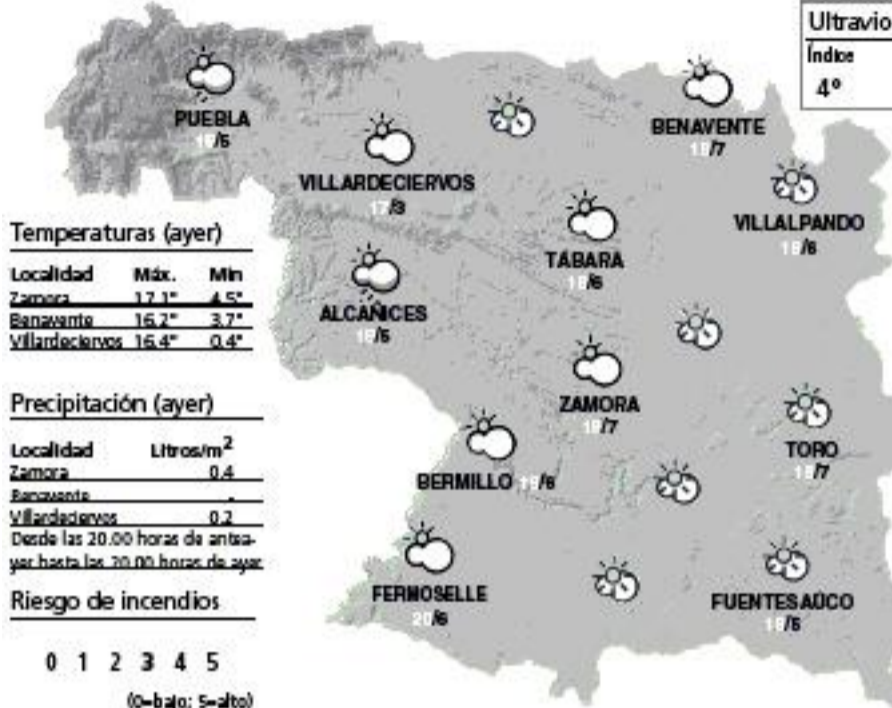 Ultravio
Índice
4º
PUEBLA
/5
BENAVENTE
/7
VILLARDECIERVOS
17/3
VILLALPANDO
/6
TÁBARA
/6
ALCAÑICES
/5
ZAMORA
/7
TORO
/7
BERMILLO /6
FERMOSELLE
20/6
FUENTESAÚCO
/5
Temperaturas (ayer)
Localidad Máx. Min
Zamora 17.1° 4.5°
Benavente 16.2° 3.7°
Villardeciervos 16.4° 0.4°
Precipitación (ayer)
Localidad Litros/m²
Zamora 0.4
Benavente -
Villardeciervos 0.2
Desde las 20.00 horas de antea-
yer hasta las 20.00 horas de ayer
Riesgo de incendios
0 1 2 3 4 5
(0=bajo; 5=alto)